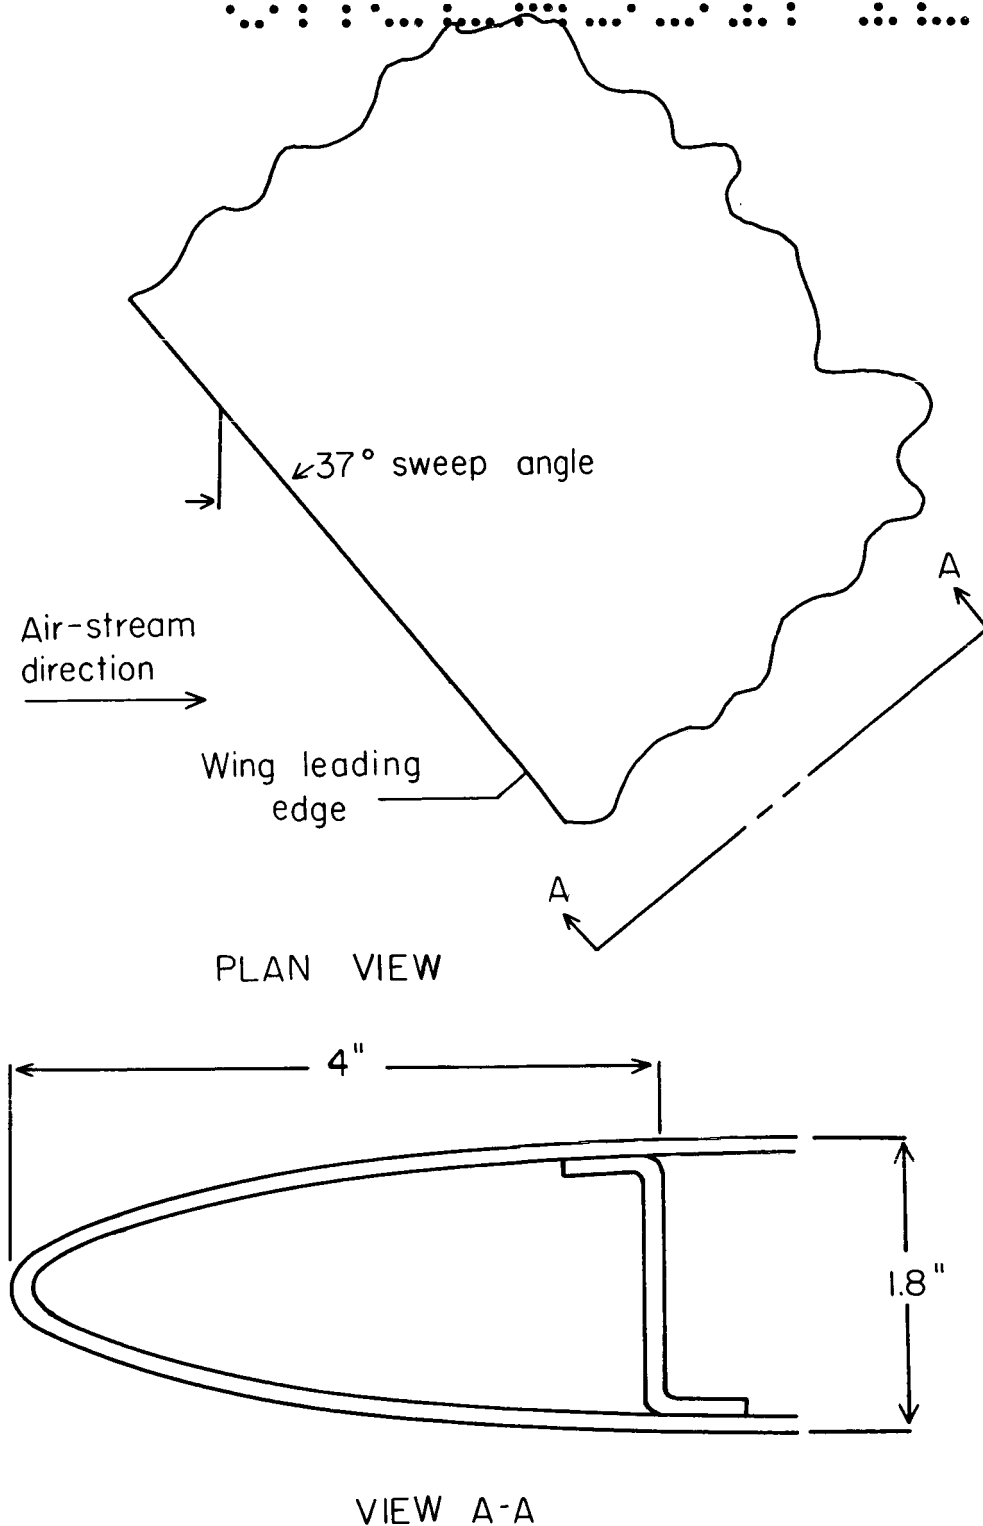 37° sweep angle
A
Air-stream
direction
Wing leading
edge
A
PLAN VIEW
4"
1.8"
VIEW A-A